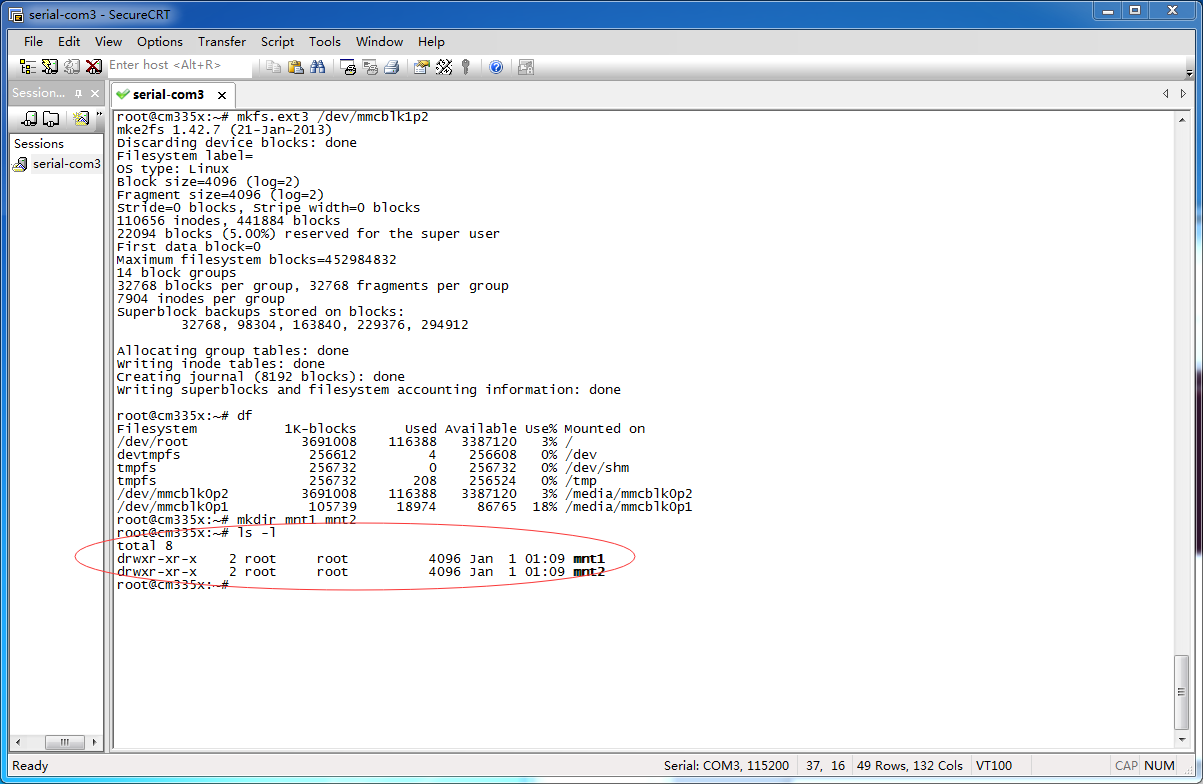 serial-com3 - SecureCRT
File Edit View Options Transfer Script Tools Window Help
Enter host <Alt+R>
Session...
serial-com3
Sessions
serial-com3
root@cm335x:~# mkfs.ext3 /dev/mmcblk1p2
mke2fs 1.42.7 (21-Jan-2013)
Discarding device blocks: done
Filesystem label=
OS type: Linux
Block size=4096 (log=2)
Fragment size=4096 (log=2)
Stride=0 blocks, Stripe width=0 blocks
110656 inodes, 441884 blocks
22094 blocks (5.00%) reserved for the super user
First data block=0
Maximum filesystem blocks=452984832
14 block groups
32768 blocks per group, 32768 fragments per group
7904 inodes per group
Superblock backups stored on blocks:
        32768, 98304, 163840, 229376, 294912
Allocating group tables: done
Writing inode tables: done
Creating journal (8192 blocks): done
Writing superblocks and filesystem accounting information: done
root@cm335x:~# df
Filesystem           1K-blocks      Used Available Use% Mounted on
/dev/root              3691008    116388   3387120   3% /
devtmpfs                256612         4    256608   0% /dev
tmpfs                   256732         0    256732   0% /dev/shm
tmpfs                   256732       208    256524   0% /tmp
/dev/mmcblk0p2         3691008    116388   3387120   3% /media/mmcblk0p2
/dev/mmcblk0p1          105739     18974     86765  18% /media/mmcblk0p1
root@cm335x:~# mkdir mnt1 mnt2
root@cm335x:~# ls -l
total 8
drwxr-xr-x    2 root     root          4096 Jan  1 01:09 mnt1
drwxr-xr-x    2 root     root          4096 Jan  1 01:09 mnt2
root@cm335x:~#
Ready
Serial: COM3, 115200
37, 16
49 Rows, 132 Cols
VT100
CAP NUM